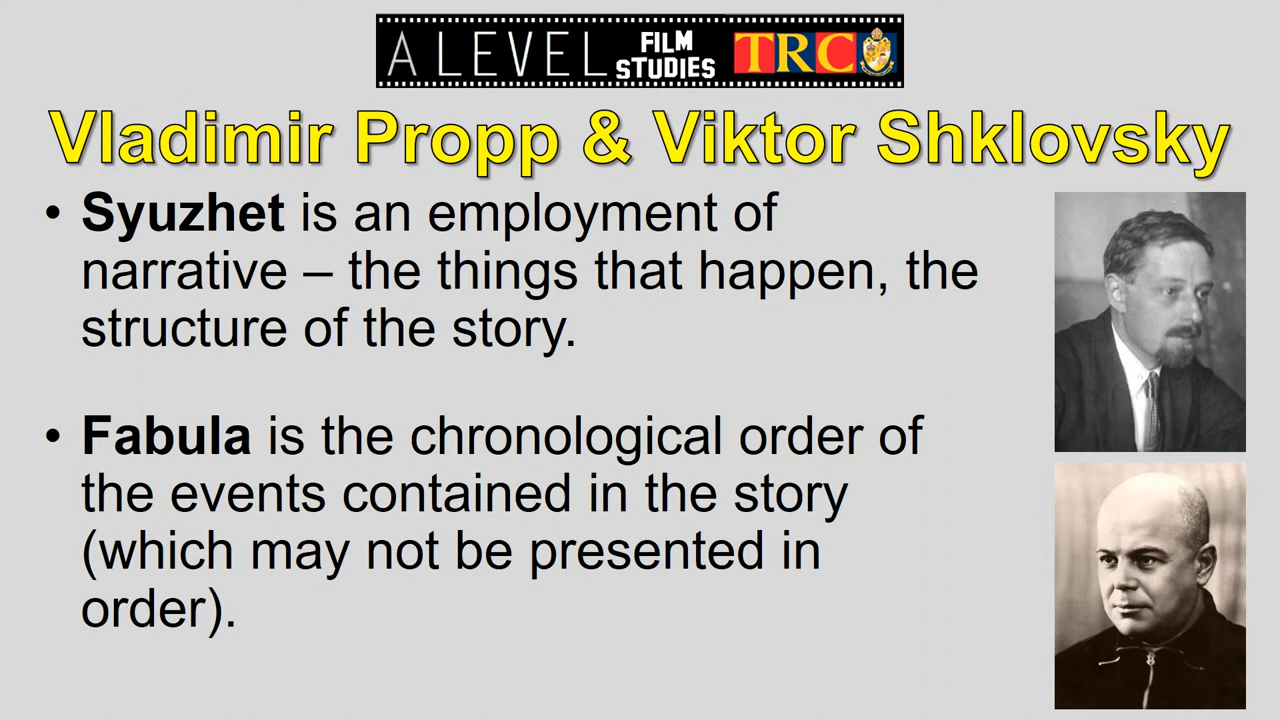 A LEVEL FILM STUDIES TRC
Vladimir Propp & Viktor Shklovsky
• Syuzhet is an employment of
narrative – the things that happen, the
structure of the story.
• Fabula is the chronological order of
the events contained in the story
(which may not be presented in
order).